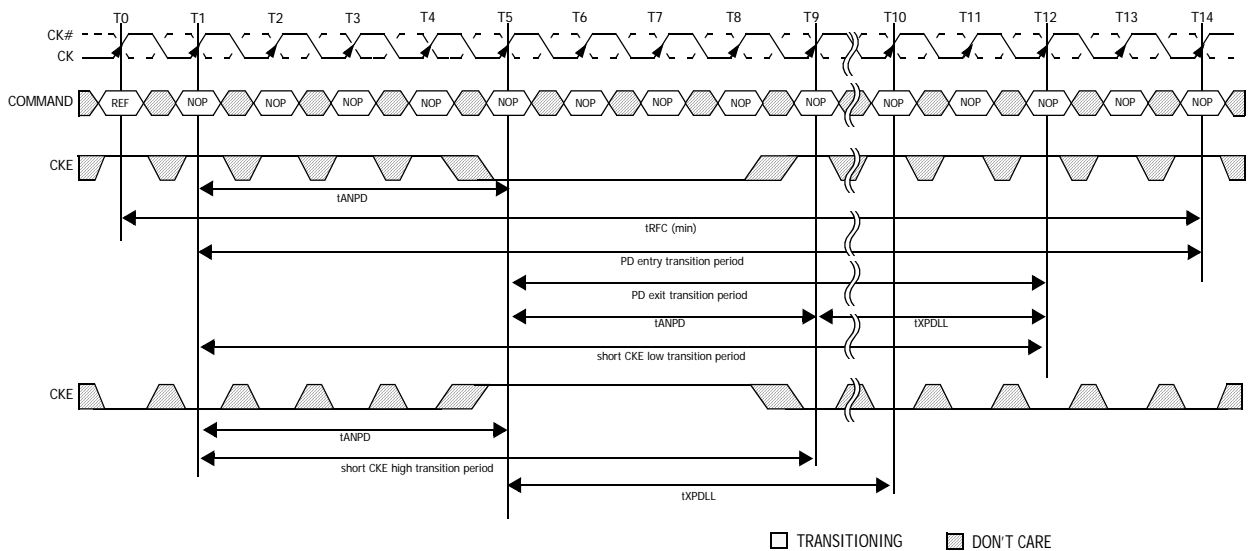 T0 T1 T2 T3 T4 T5 T6 T7 T8 T9 T10 T11 T12 T13 T14
CK#
CK
COMMAND REF NOP NOP NOP NOP NOP NOP NOP NOP NOP NOP NOP NOP NOP NOP
CKE
tANPD
tRFC (min)
PD entry transition period
PD exit transition period
tANPD tXPDLL
short CKE low transition period
CKE
tANPD
short CKE high transition period
tXPDLL
TRANSITIONING DON'T CARE